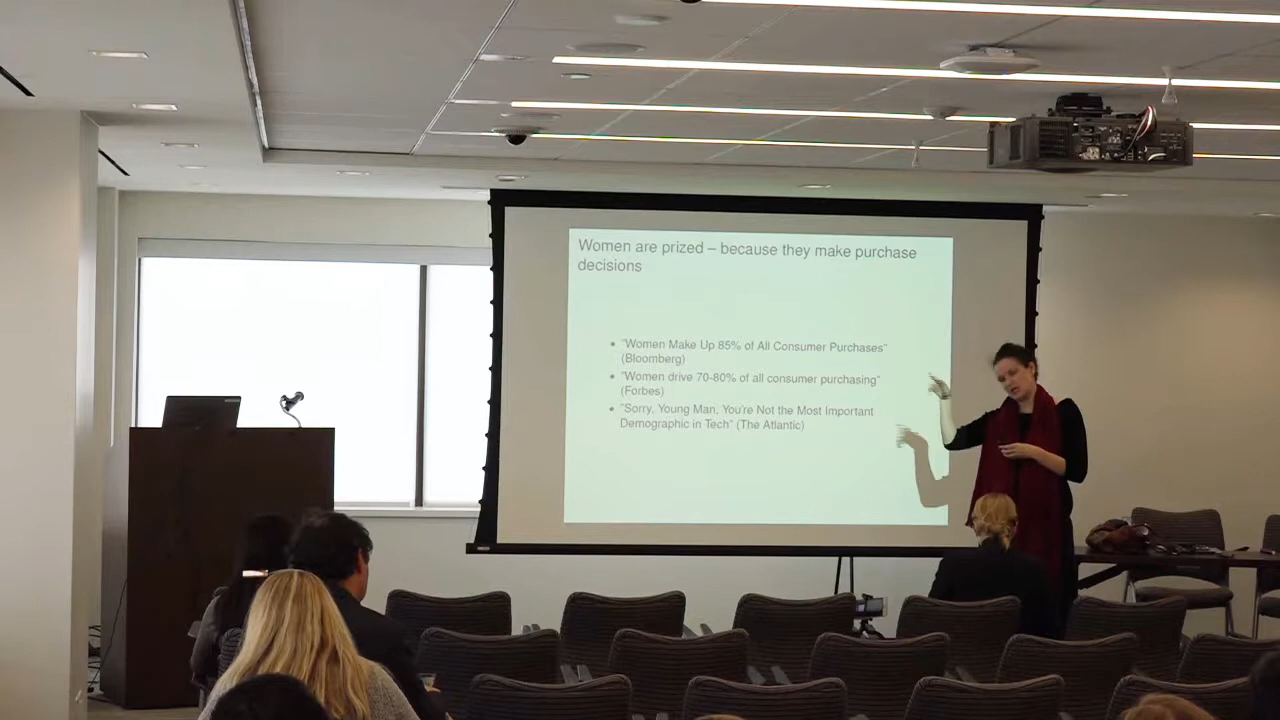 Women are prized – because they make purchase
decisions
• "Women Make Up 85% of All Consumer Purchases"
(Bloomberg)
• "Women drive 70-80% of all consumer purchasing"
(Forbes)
• "Sorry, Young Man, You're Not the Most Important
Demographic in Tech" (The Atlantic)